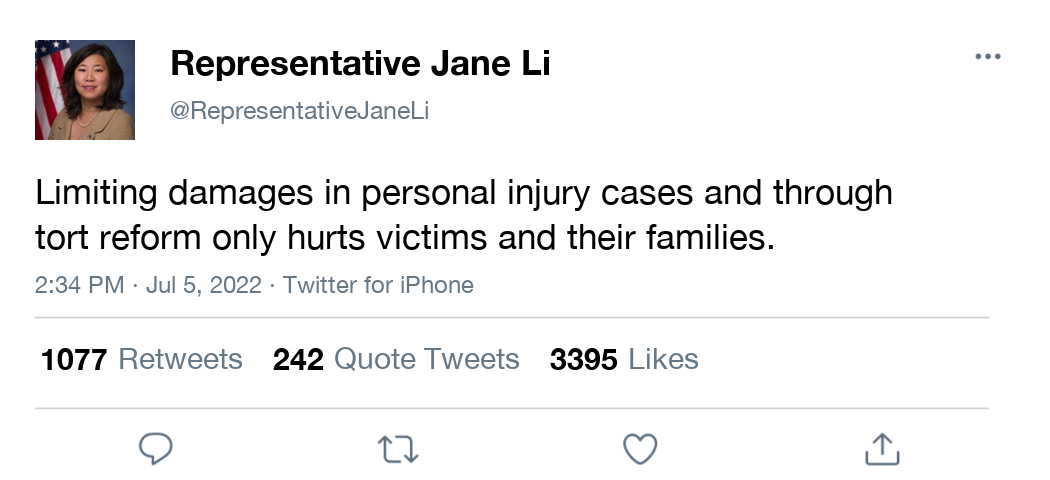 Representative Jane Li
@RepresentativeJaneLi
Limiting damages in personal injury cases and through
tort reform only hurts victims and their families.
2:34 PM · Jul 5, 2022 · Twitter for iPhone
1077 Retweets 242 Quote Tweets 3395 Likes